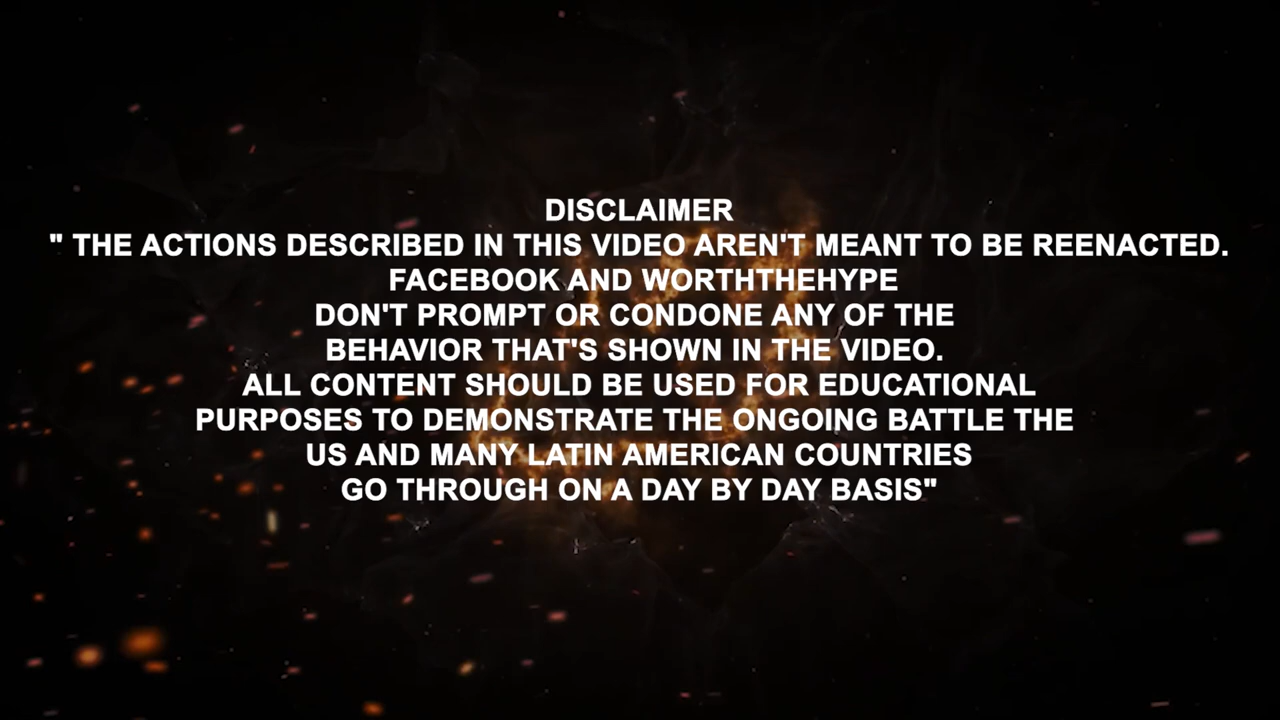 DISCLAIMER
" THE ACTIONS DESCRIBED IN THIS VIDEO AREN'T MEANT TO BE REENACTED.
FACEBOOK AND WORTHTHEHYPE
DON'T PROMPT OR CONDONE ANY OF THE
BEHAVIOR THAT'S SHOWN IN THE VIDEO.
ALL CONTENT SHOULD BE USED FOR EDUCATIONAL
PURPOSES TO DEMONSTRATE THE ONGOING BATTLE THE
US AND MANY LATIN AMERICAN COUNTRIES
GO THROUGH ON A DAY BY DAY BASIS"